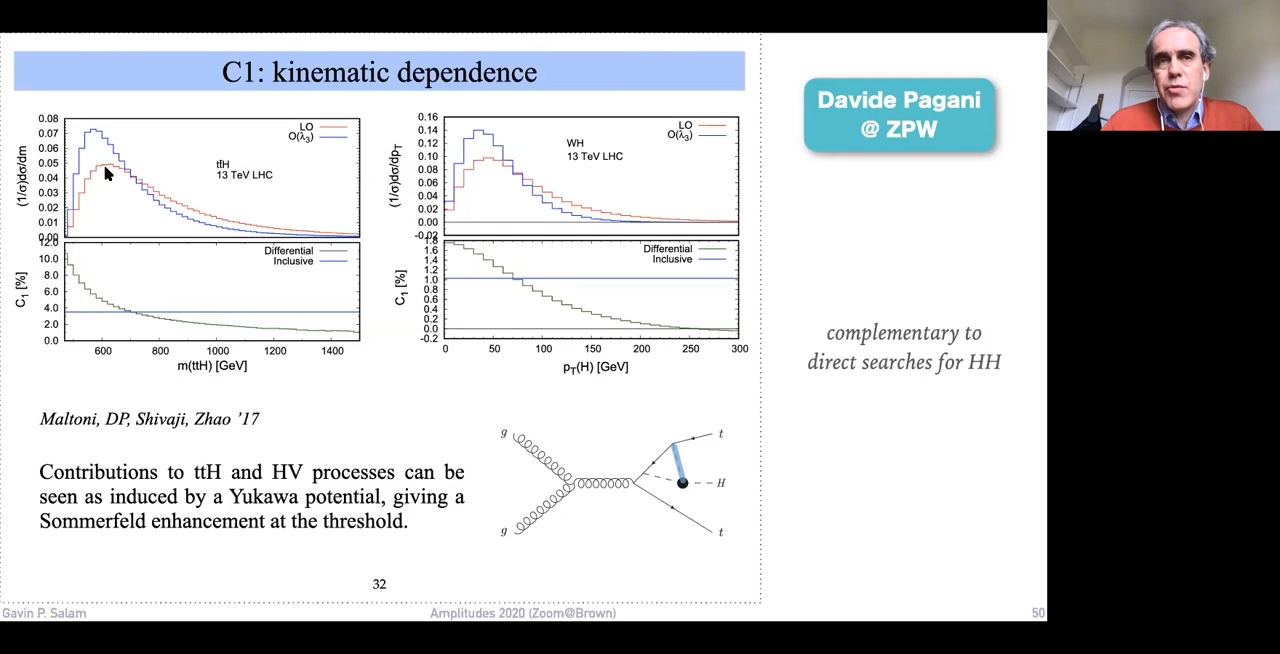 C1: kinematic dependence
Davide Pagani
@ ZPW
(1/σ)dσ/dm
0.08
0.07
0.06
0.05
0.04
0.03
0.02
0.01
0.00
LO
O(λ₃)
tt̄H
13 TeV LHC
C₁ [%]
12.0
10.0
8.0
6.0
4.0
2.0
0.0
Differential
Inclusive
600 800 1000 1200 1400
m(ttH) [GeV]
(1/σ)dσ/dp_T
0.16
0.14
0.12
0.10
0.08
0.06
0.04
0.02
0.00
-0.02
LO
O(λ₃)
WH
13 TeV LHC
C₁ [%]
1.8
1.6
1.4
1.2
1.0
0.8
0.6
0.4
0.2
0.0
-0.2
Differential
Inclusive
0 50 100 150 200 250 300
p_T(H) [GeV]
complementary to
direct searches for HH
Maltoni, DP, Shivaji, Zhao ’17
Contributions to ttH and HV processes can be
seen as induced by a Yukawa potential, giving a
Sommerfeld enhancement at the threshold.
g
g
t
H
t
32
Gavin P. Salam
Amplitudes 2020 (Zoom@Brown)
50